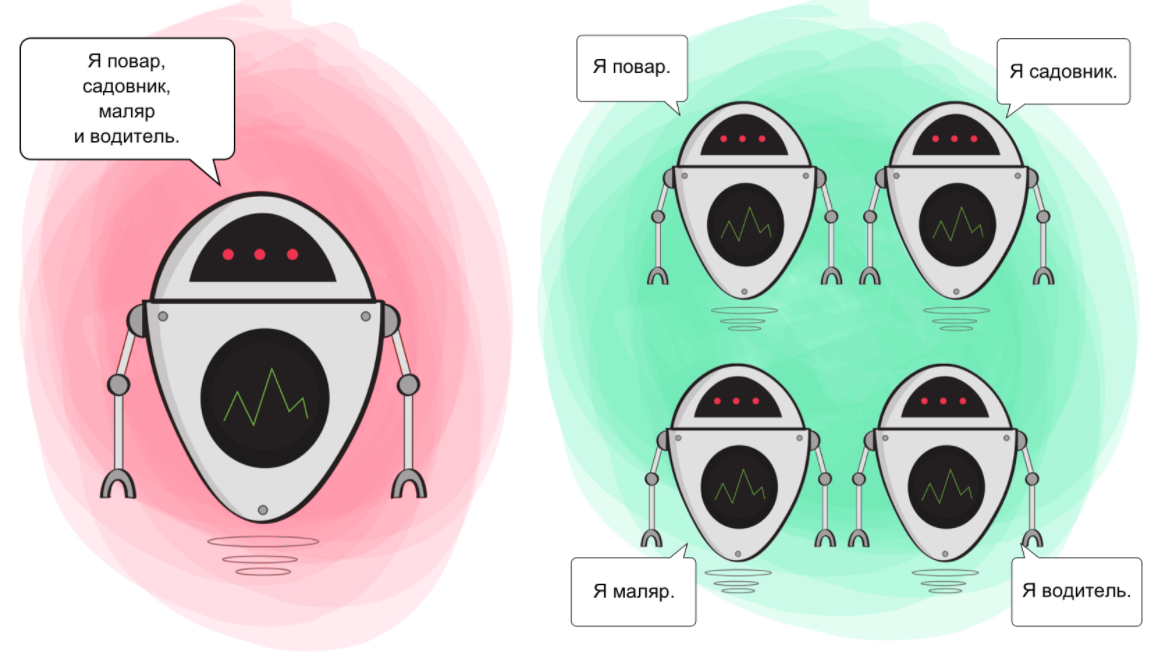 Я повар,
садовник,
маляр
и водитель.
Я повар.
Я садовник.
Я маляр.
Я водитель.